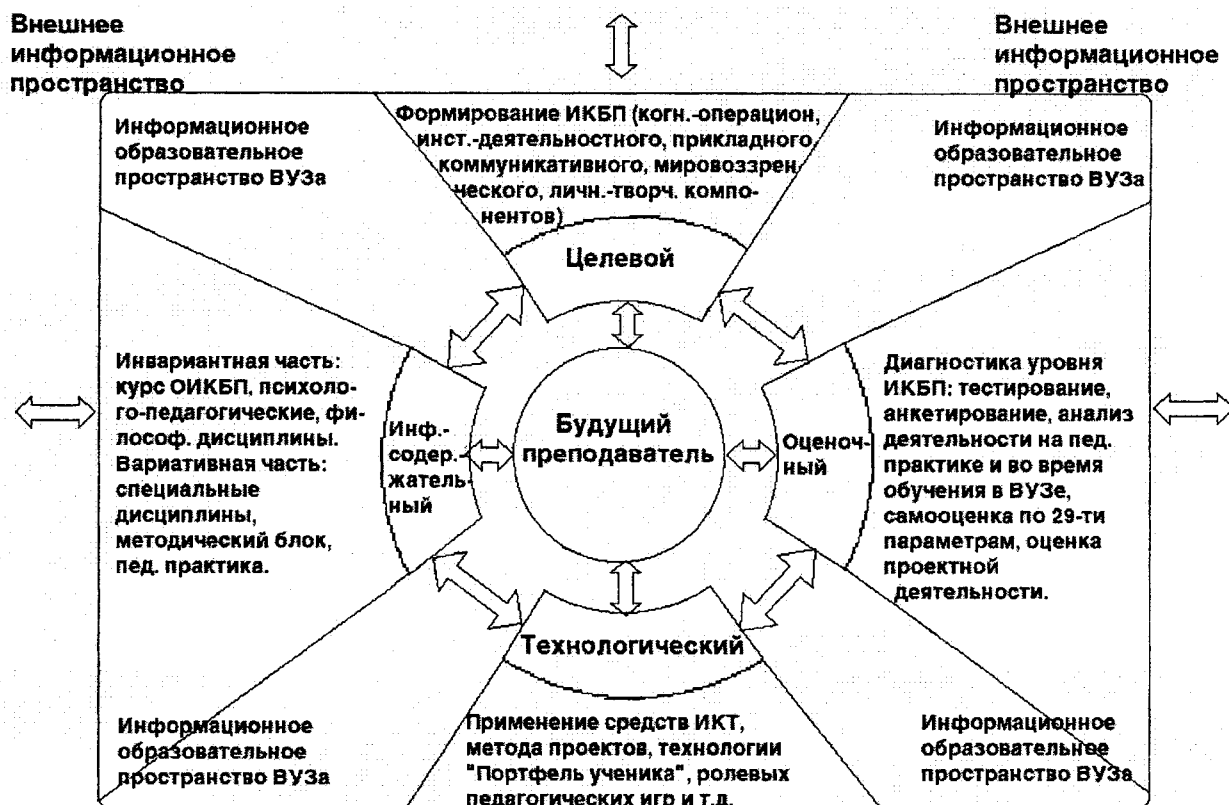 Внешнее
информационное
пространство
Внешнее
информационное
пространство
Информационное
образовательное
пространство ВУЗа
Формирование ИКБП (когн.-операцион,
инст.-деятельностного, прикладного,
коммуникативного, мировоззрен,
ческого, личн.-творч. компо-
нентов)
Информационное
образовательное
пространство ВУЗа
Целевой
Инвариантная часть:
курс ОИКБП, психоло-
го-педагогические, фи-
лософ. дисциплины.
Вариативная часть:
специальные
дисциплины,
методический блок,
пед. практика.
Инф.-
содер.-
жатель-
ный
Будущий
преподаватель
Оценоч-
ный
Диагностика уровня
ИКБП: тестирование,
анкетирование, анализ
деятельности на пед.
практике и во время
обучения в ВУЗе,
самооценка по 29-ти
параметрам, оценка
проектной
деятельности.
Технологический
Информационное
образовательное
пространство ВУЗа
Применение средств ИКТ,
метода проектов, технологии
"Портфель ученика", ролевых
педагогических игр и т.д.
Информационное
образовательное
пространство ВУЗа